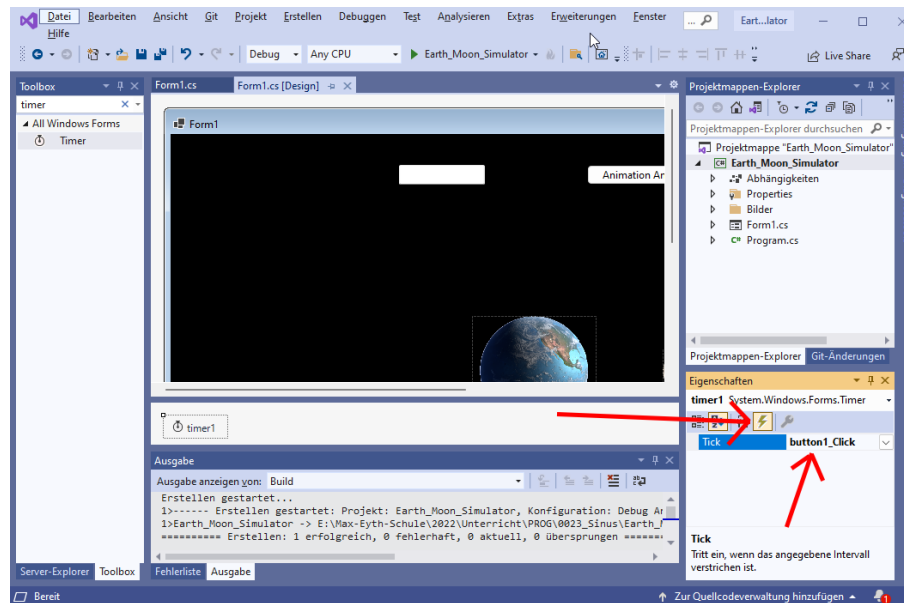 Datei Bearbeiten Ansicht Git Projekt Erstellen Debuggen Test Analysieren Extras Erweiterungen Fenster ... Eart...lator
Hilfe
Debug Any CPU Earth_Moon_Simulator Live Share
Toolbox
timer
All Windows Forms
Timer
Form1.cs Form1.cs [Design]
Form1
Animation An
timer1
Ausgabe
Ausgabe anzeigen von: Build
Erstellen gestartet...
1>------ Erstellen gestartet: Projekt: Earth_Moon_Simulator, Konfiguration: Debug
1>Earth_Moon_Simulator -> E:\Max-Eyth-Schule\2022\Unterricht\PROG\0023_Sinus\Earth_
========== Erstellen: 1 erfolgreich, 0 fehlerhaft, 0 aktuell, 0 übersprungen ======
Server-Explorer Toolbox
Fehlerliste Ausgabe
Projektmappen-Explorer
Projektmappen-Explorer durchsuchen
Projektmappe "Earth_Moon_Simulator"
C# Earth_Moon_Simulator
Abhängigkeiten
Properties
Bilder
Form1.cs
C# Program.cs
Projektmappen-Explorer Git-Änderungen
Eigenschaften
timer1 System.Windows.Forms.Timer
Tick button1_Click
Tick
Tritt ein, wenn das angegebene Intervall
verstrichen ist.
Bereit
Zur Quellcodeverwaltung hinzufügen 1